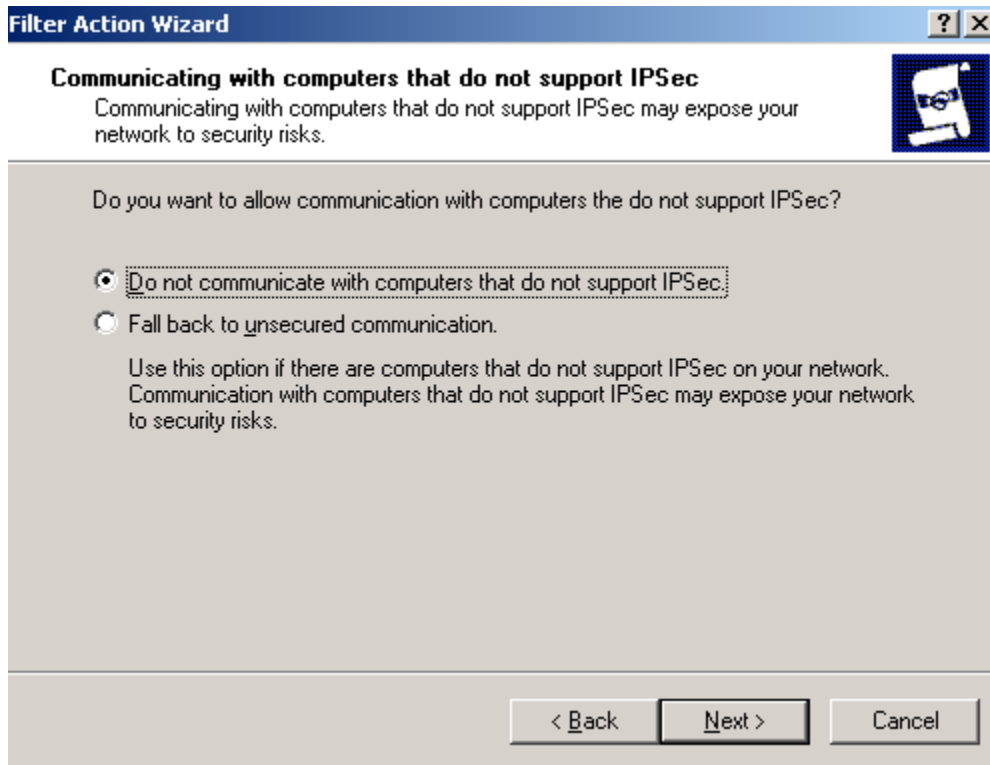 Filter Action Wizard
Communicating with computers that do not support IPSec
Communicating with computers that do not support IPSec may expose your
network to security risks.
Do you want to allow communication with computers the do not support IPSec?
Do not communicate with computers that do not support IPSec.
Fall back to unsecured communication.
Use this option if there are computers that do not support IPSec on your network.
Communication with computers that do not support IPSec may expose your network
to security risks.
< Back Next > Cancel